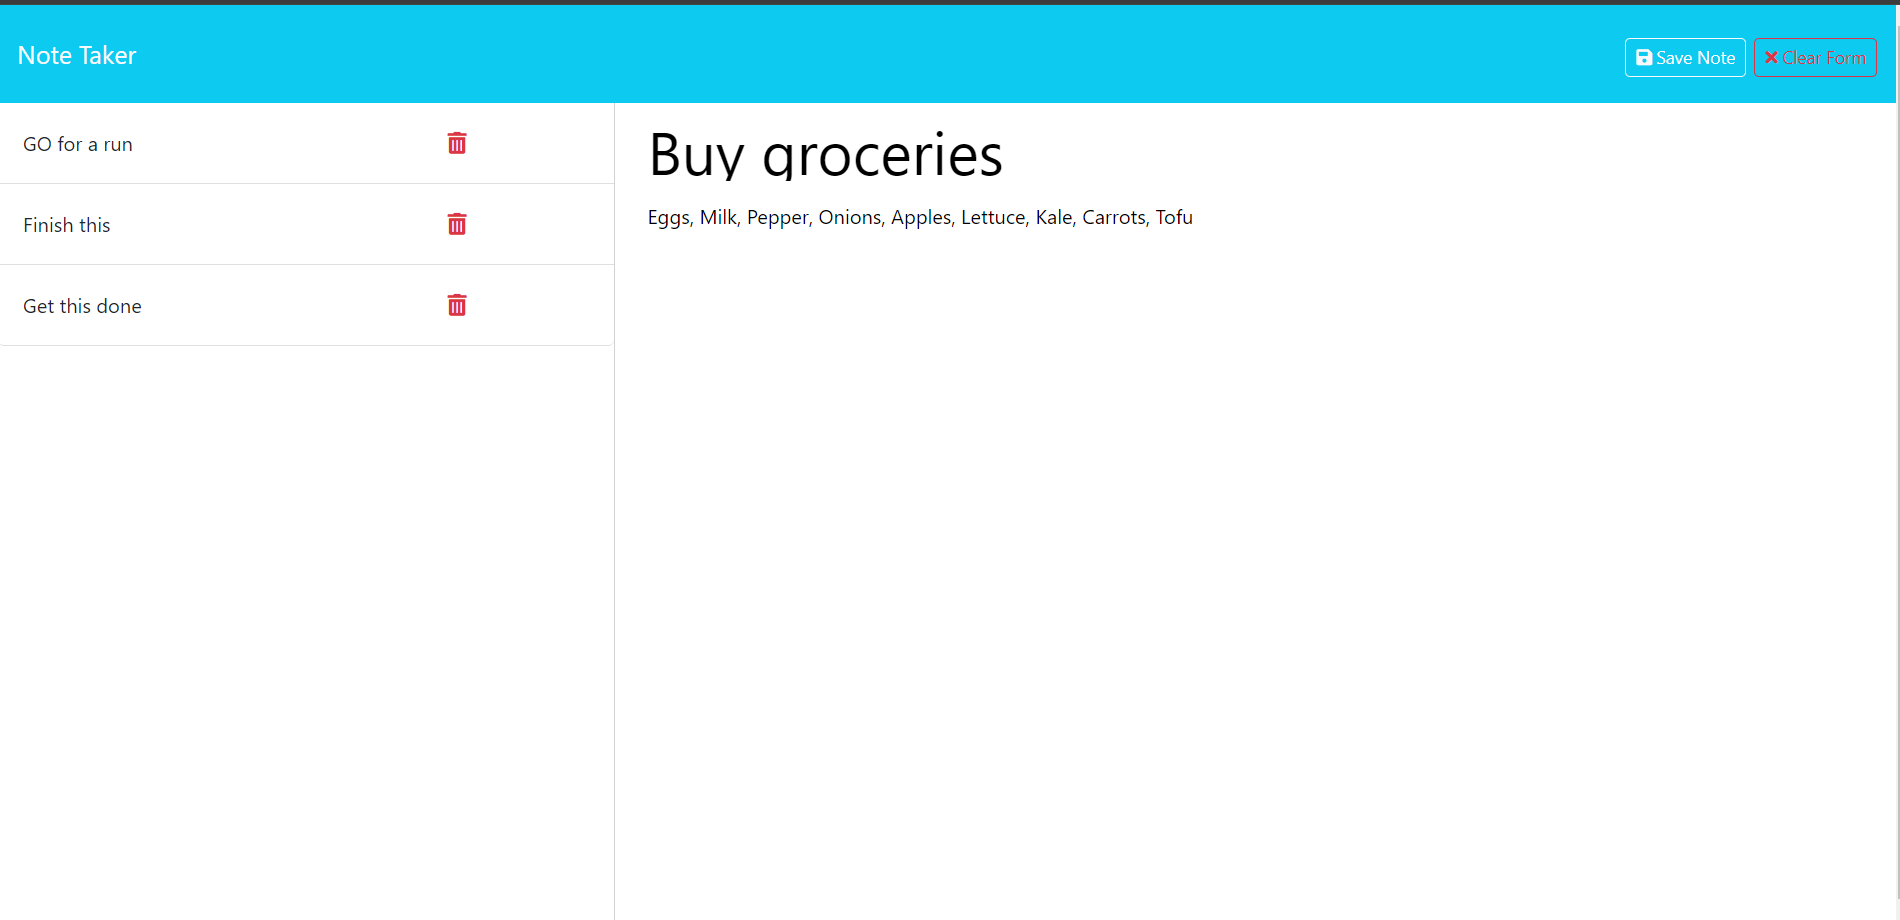 Note Taker
Save Note
Clear Form
GO for a run
Finish this
Get this done
Buy groceries
Eggs, Milk, Pepper, Onions, Apples, Lettuce, Kale, Carrots, Tofu